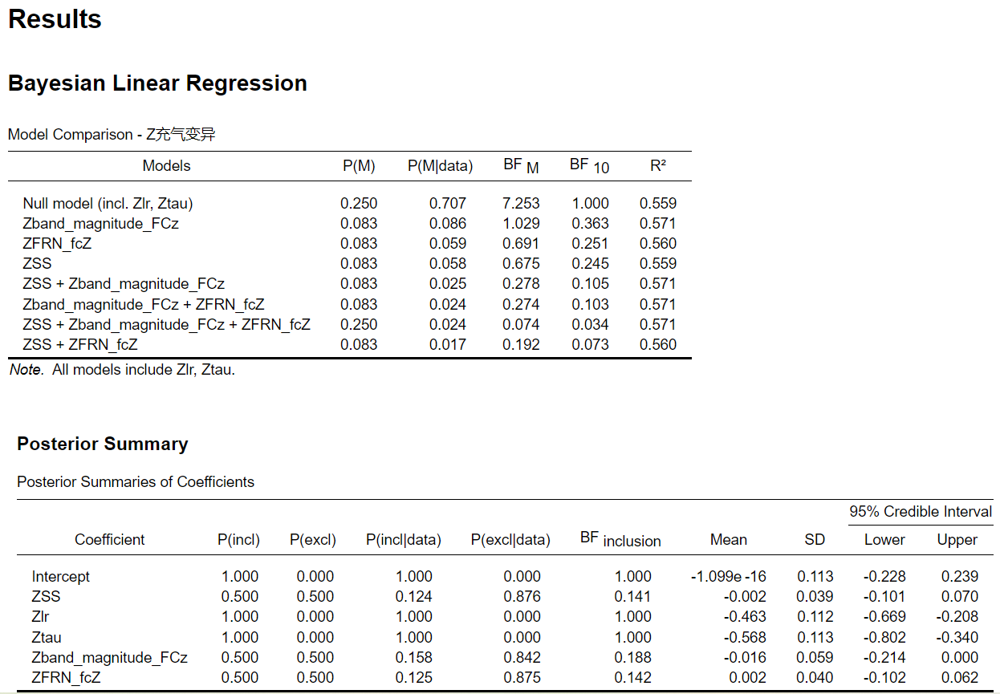 Results
Bayesian Linear Regression
Model Comparison - Z充气变异
Models P(M) P(M|data) BF M BF 10 R²
Null model (incl. Zlr, Ztau) 0.250 0.707 7.253 1.000 0.559
Zband_magnitude_FCz 0.083 0.086 1.029 0.363 0.571
ZFRN_fcZ 0.083 0.059 0.691 0.251 0.560
ZSS 0.083 0.058 0.675 0.245 0.559
ZSS + Zband_magnitude_FCz 0.083 0.025 0.278 0.105 0.571
Zband_magnitude_FCz + ZFRN_fcZ 0.083 0.024 0.274 0.103 0.571
ZSS + Zband_magnitude_FCz + ZFRN_fcZ 0.250 0.024 0.074 0.034 0.571
ZSS + ZFRN_fcZ 0.083 0.017 0.192 0.073 0.560
Note. All models include Zlr, Ztau.
Posterior Summary
Posterior Summaries of Coefficients
95% Credible Interval
Coefficient P(incl) P(excl) P(incl|data) P(excl|data) BF inclusion Mean SD Lower Upper
Intercept 1.000 0.000 1.000 0.000 1.000 -1.099e -16 0.113 -0.228 0.239
ZSS 0.500 0.500 0.124 0.876 0.141 -0.002 0.039 -0.101 0.070
Zlr 1.000 0.000 1.000 0.000 1.000 -0.463 0.112 -0.669 -0.208
Ztau 1.000 0.000 1.000 0.000 1.000 -0.568 0.113 -0.802 -0.340
Zband_magnitude_FCz 0.500 0.500 0.158 0.842 0.188 -0.016 0.059 -0.214 0.000
ZFRN_fcZ 0.500 0.500 0.125 0.875 0.142 0.002 0.040 -0.102 0.062